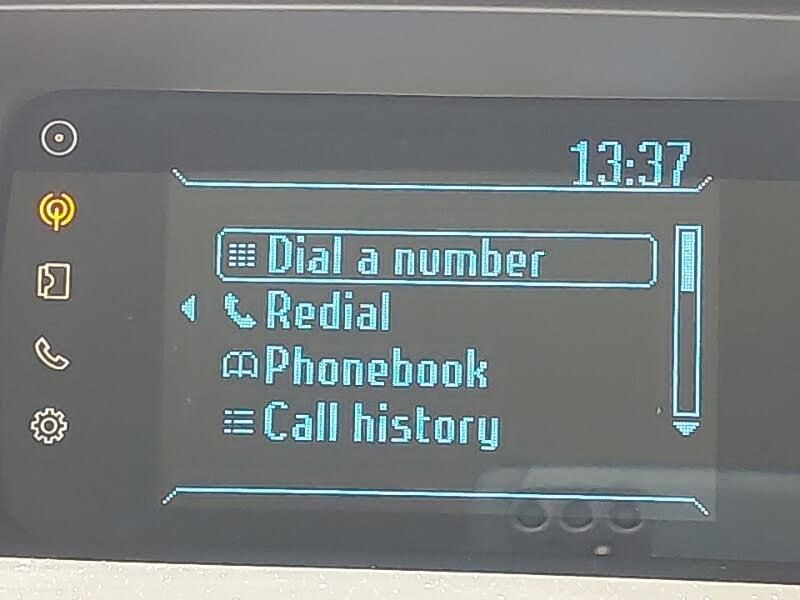 13:37
Dial a number
Redial
Phonebook
Call history